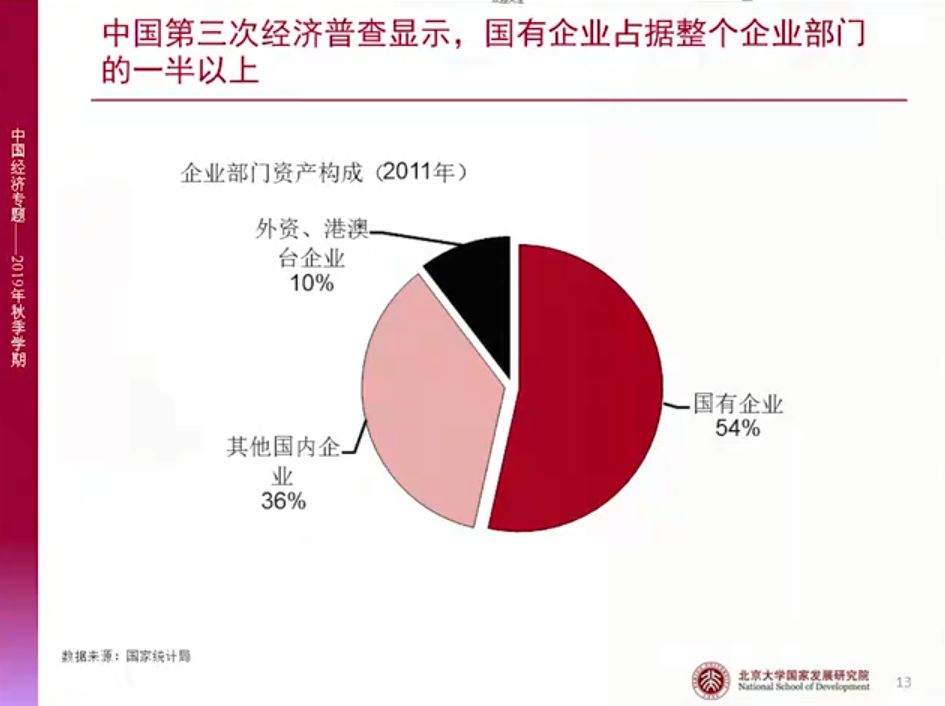 中国第三次经济普查显示，国有企业占据整个企业部门
的一半以上
中国经济专题——2019年秋季学期
企业部门资产构成（2011年）
外资、港澳
台企业
10%
国有企业
54%
其他国内企
业
36%
数据来源：国家统计局
北京大学国家发展研究院
National School of Development
13